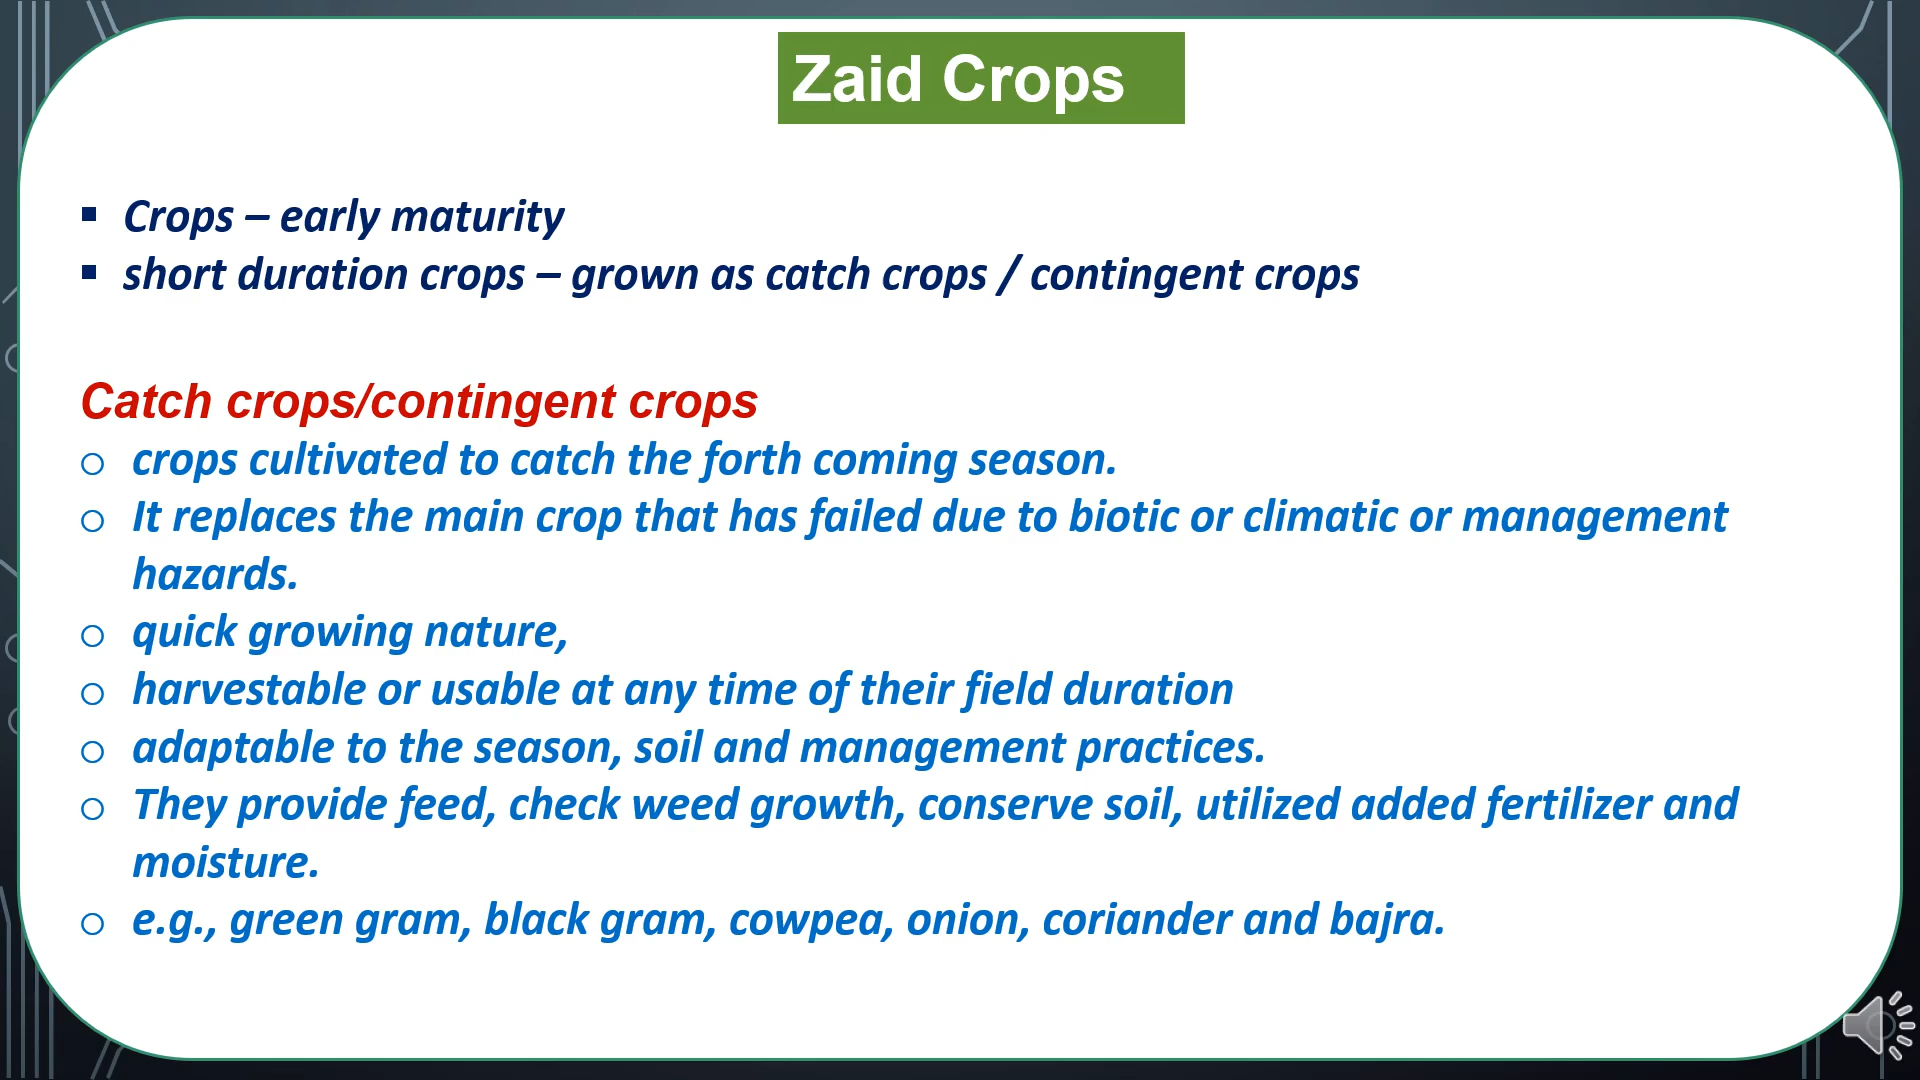 Zaid Crops
▪ Crops – early maturity
▪ short duration crops – grown as catch crops / contingent crops
Catch crops/contingent crops
o crops cultivated to catch the forth coming season.
o It replaces the main crop that has failed due to biotic or climatic or management
hazards.
o quick growing nature,
o harvestable or usable at any time of their field duration
o adaptable to the season, soil and management practices.
o They provide feed, check weed growth, conserve soil, utilized added fertilizer and
moisture.
o e.g., green gram, black gram, cowpea, onion, coriander and bajra.